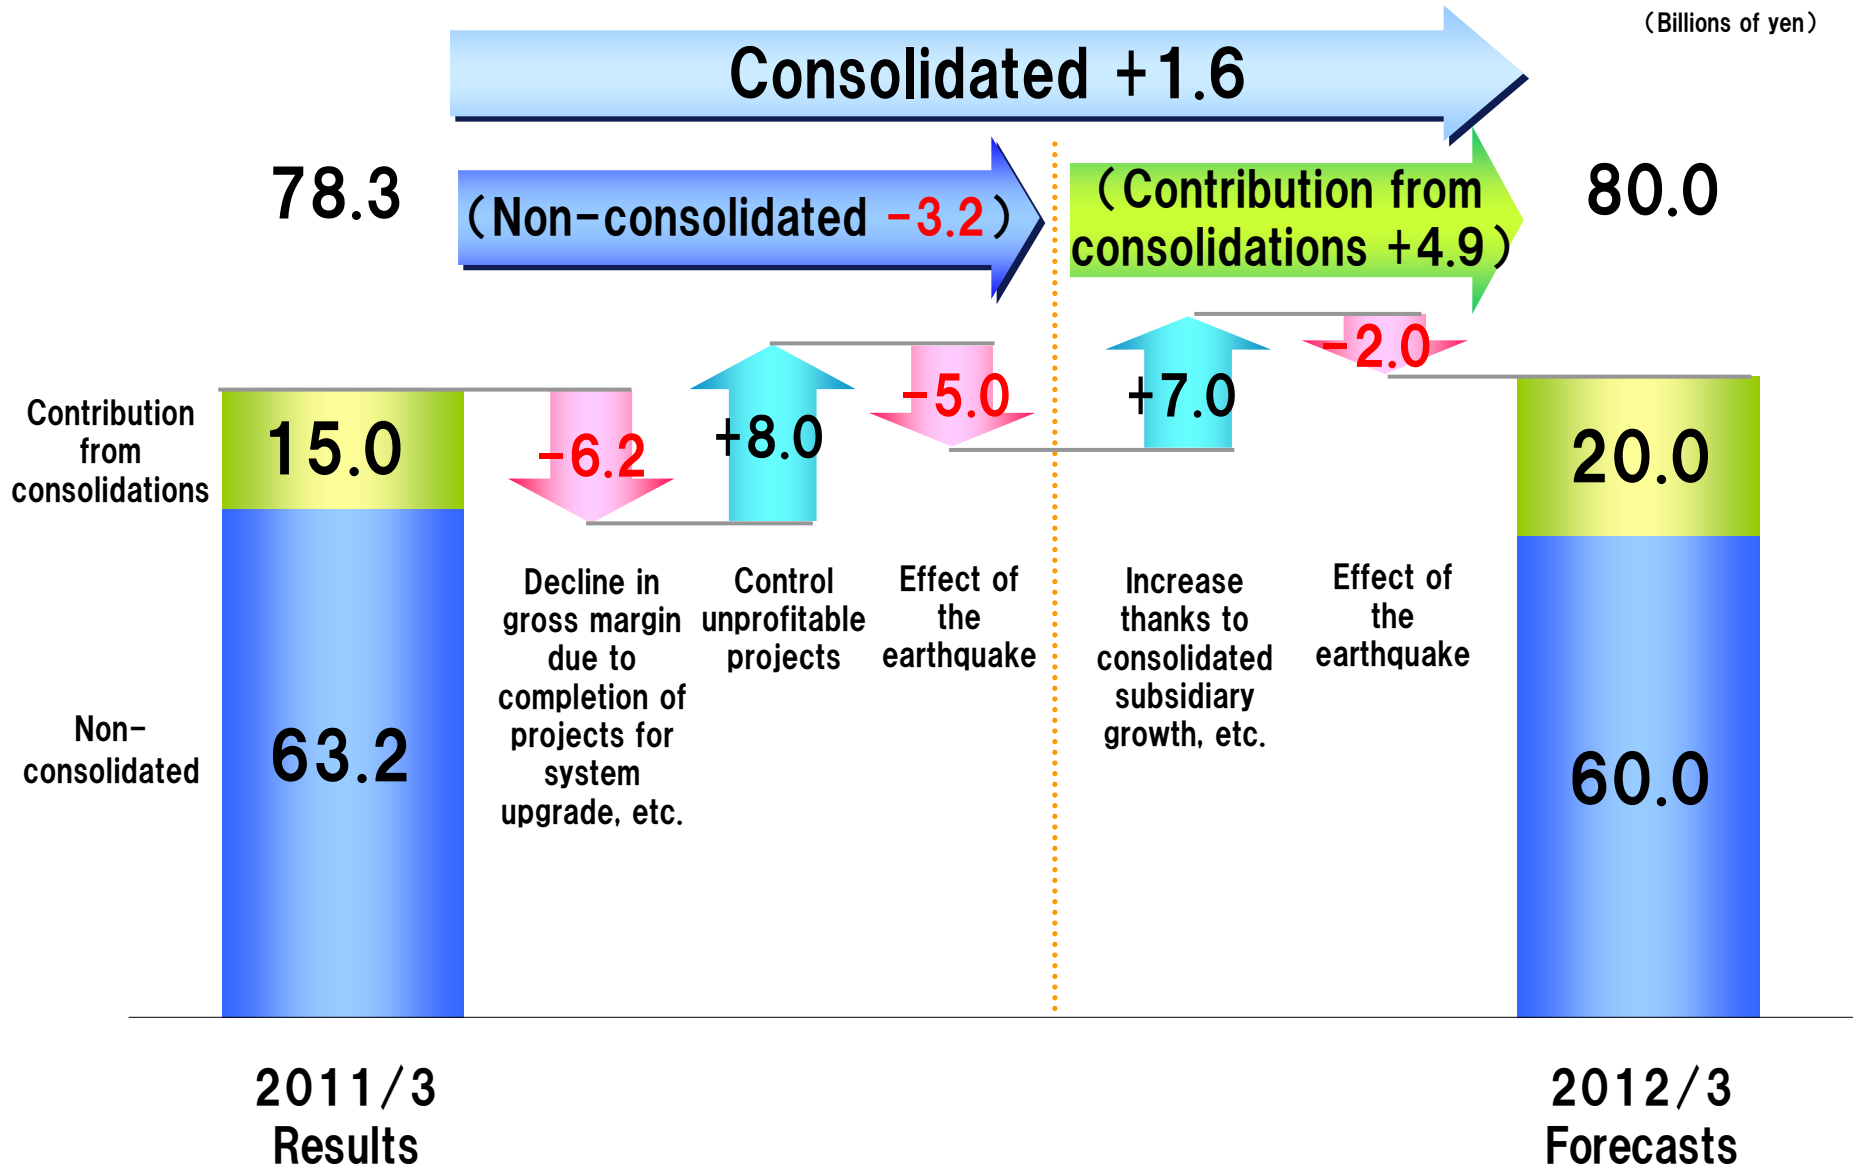 （Billions of yen）
Consolidated +1.6
78.3
（Non-consolidated -3.2）
（Contribution from
consolidations +4.9）
80.0
Contribution
from
consolidations
15.0
-6.2
+8.0
-5.0
+7.0
-2.0
20.0
Decline in
gross margin
due to
completion of
projects for
system
upgrade, etc.
Control
unprofitable
projects
Effect of
the
earthquake
Increase
thanks to
consolidated
subsidiary
growth, etc.
Effect of
the
earthquake
Non-
consolidated
63.2
60.0
2011/3
Results
2012/3
Forecasts